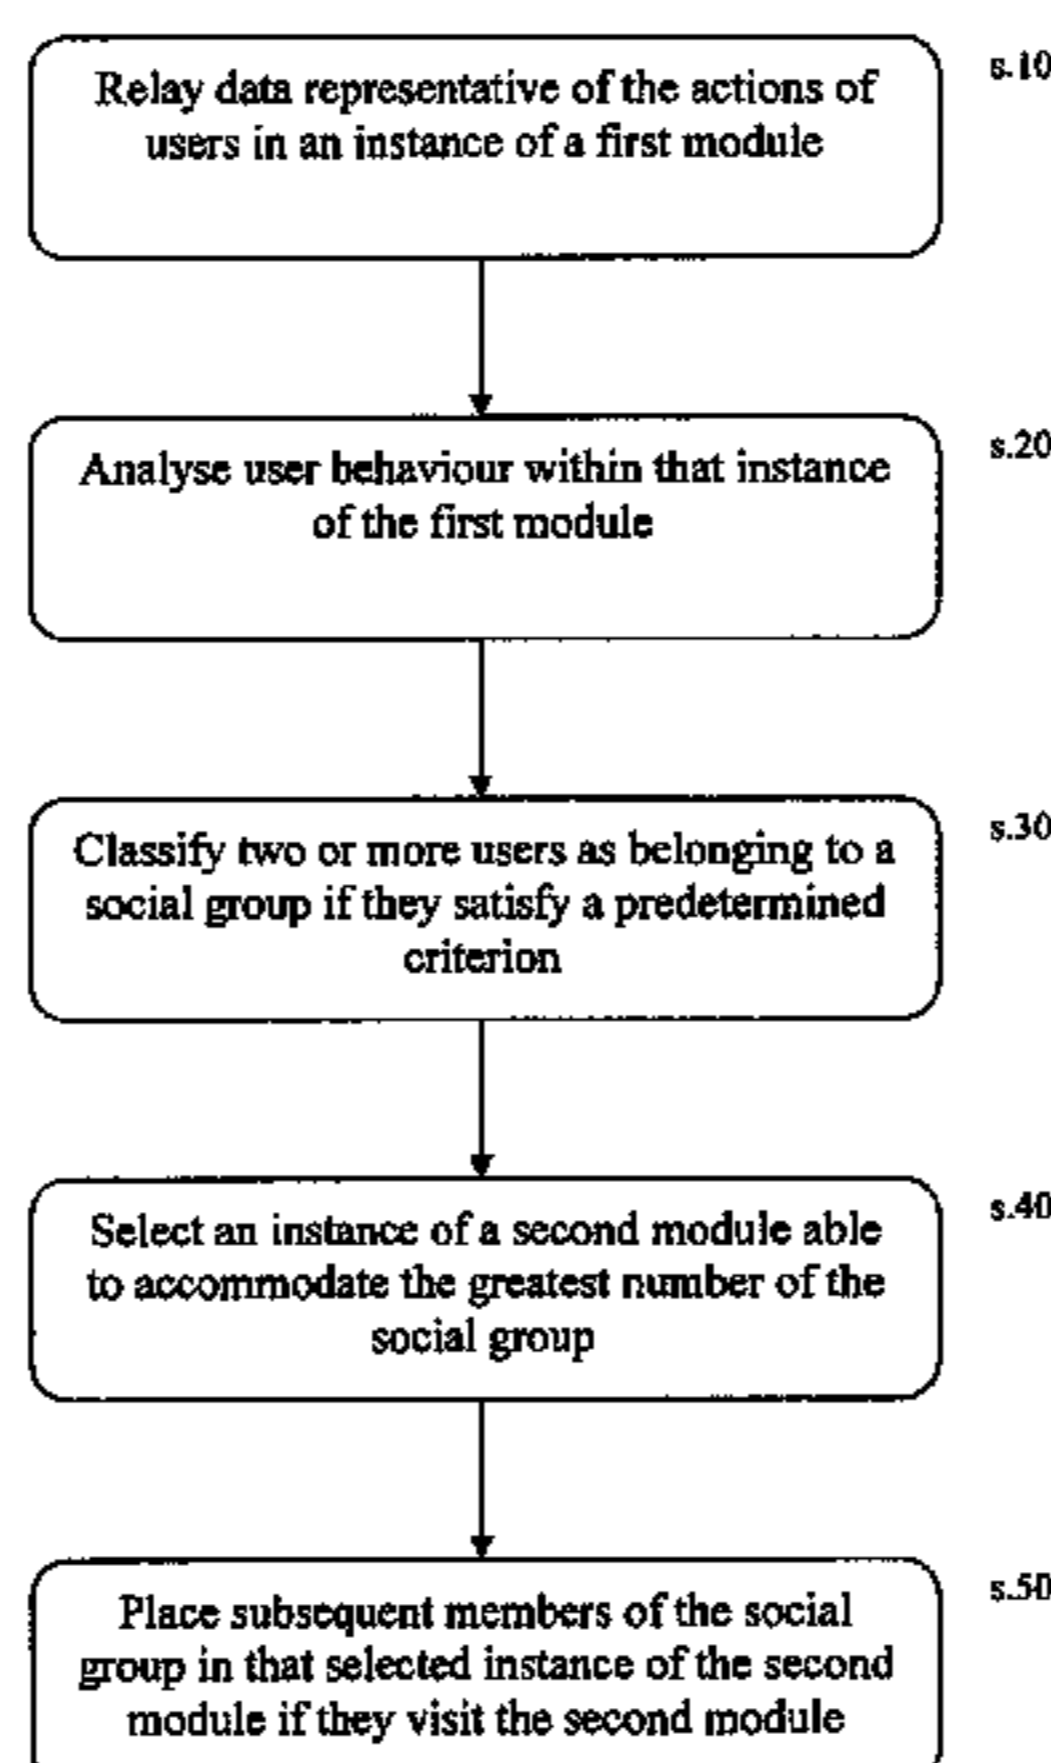 Relay data representative of the actions of
users in an instance of a first module
s.10
Analyse user behaviour within that instance
of the first module
s.20
Classify two or more users as belonging to a
social group if they satisfy a predetermined
criterion
s.30
Select an instance of a second module able
to accommodate the greatest number of the
social group
s.40
Place subsequent members of the social
group in that selected instance of the second
module if they visit the second module
s.50